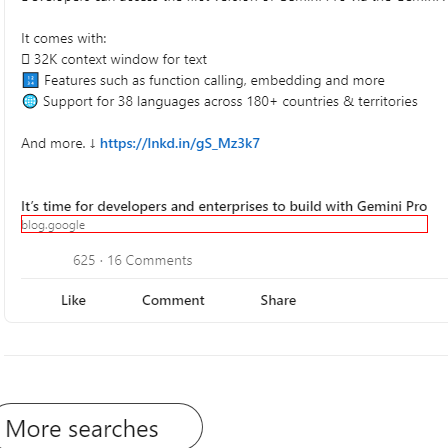 It comes with:
32K context window for text
🔢 Features such as function calling, embedding and more
🌐 Support for 38 languages across 180+ countries & territories
And more. ↓ https://lnkd.in/gS_Mz3k7
It's time for developers and enterprises to build with Gemini Pro
blog.google
625 · 16 Comments
Like Comment Share
More searches